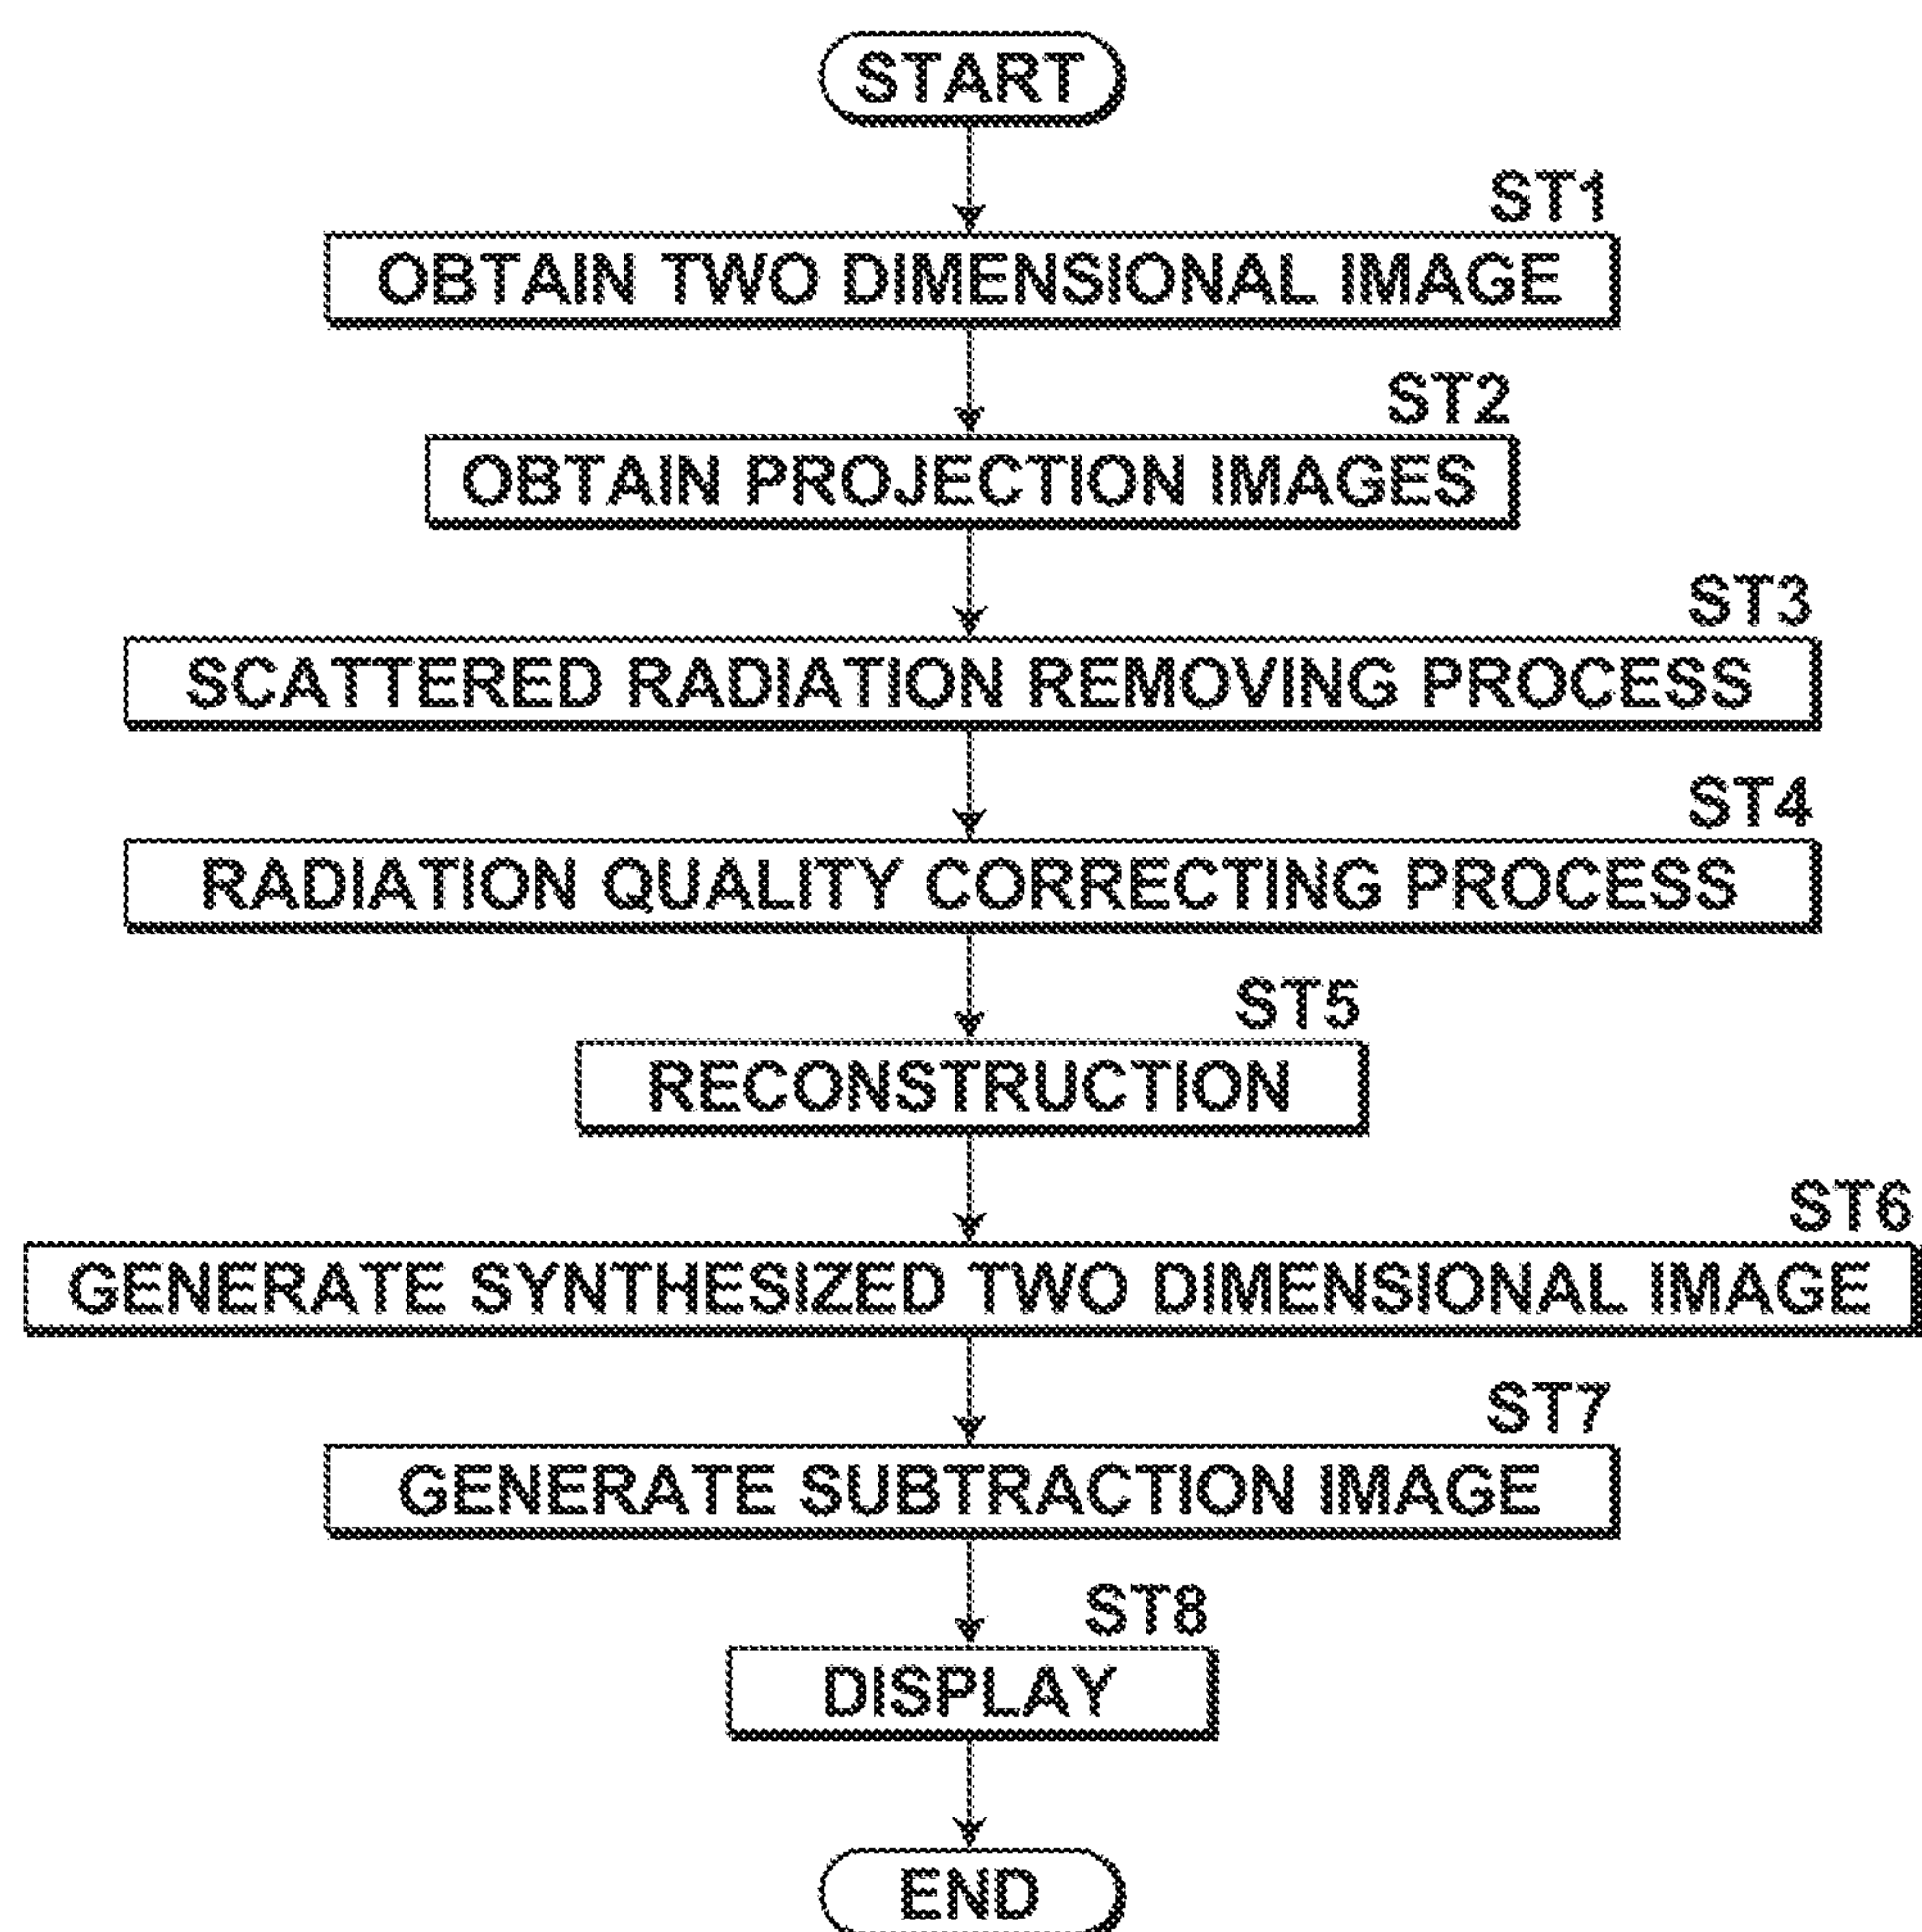 START
ST1
OBTAIN TWO DIMENSIONAL IMAGE
ST2
OBTAIN PROJECTION IMAGES
ST3
SCATTERED RADIATION REMOVING PROCESS
ST4
RADIATION QUALITY CORRECTING PROCESS
ST5
RECONSTRUCTION
ST6
GENERATE SYNTHESIZED TWO DIMENSIONAL IMAGE
ST7
GENERATE SUBTRACTION IMAGE
ST8
DISPLAY
END